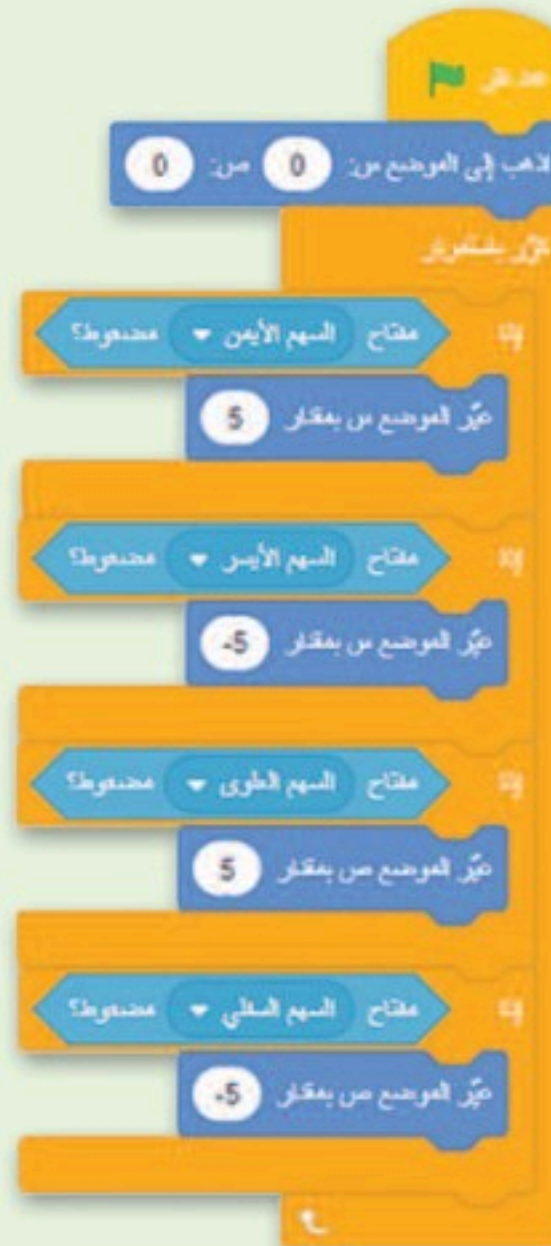 عند نقر
اذهب إلى الموضع س: 0 ص: 0
كرّر باستمرار
إذا مفتاح السهم الأيمن مضغوط؟
غيّر الموضع س بمقدار 5
إذا مفتاح السهم الأيسر مضغوط؟
غيّر الموضع س بمقدار -5
إذا مفتاح السهم العلوي مضغوط؟
غيّر الموضع ص بمقدار 5
إذا مفتاح السهم السفلي مضغوط؟
غيّر الموضع ص بمقدار -5